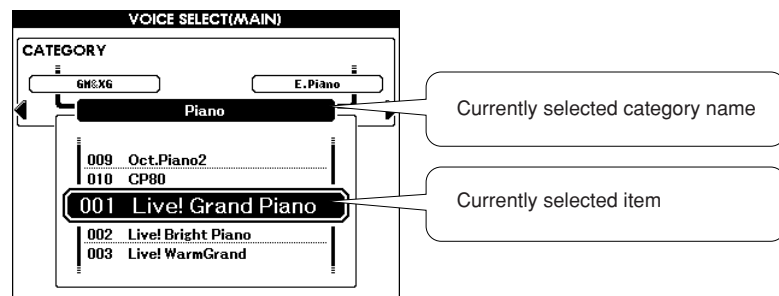 VOICE SELECT(MAIN)
CATEGORY
GM&XG
E.Piano
Piano
Currently selected category name
009 Oct.Piano2
010 CP80
001 Live! Grand Piano
Currently selected item
002 Live! Bright Piano
003 Live! WarmGrand